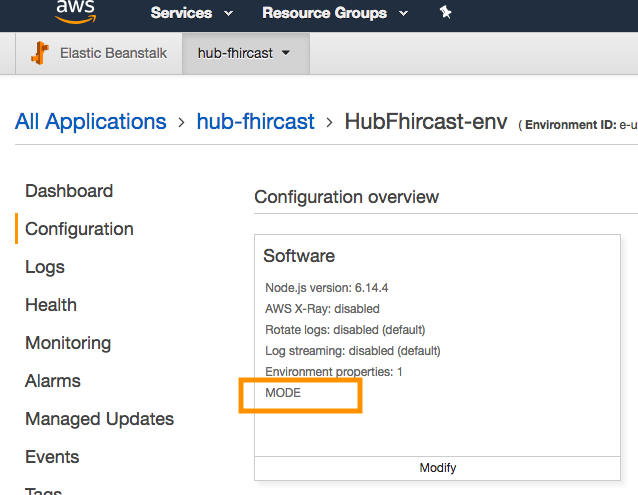 aws
Services Resource Groups
Elastic Beanstalk hub-fhircast
All Applications > hub-fhircast > HubFhircast-env ( Environment ID: e-u
Dashboard
Configuration
Logs
Health
Monitoring
Alarms
Managed Updates
Events
Tags
Configuration overview
Software
Node.js version: 6.14.4
AWS X-Ray: disabled
Rotate logs: disabled (default)
Log streaming: disabled (default)
Environment properties: 1
MODE
Modify